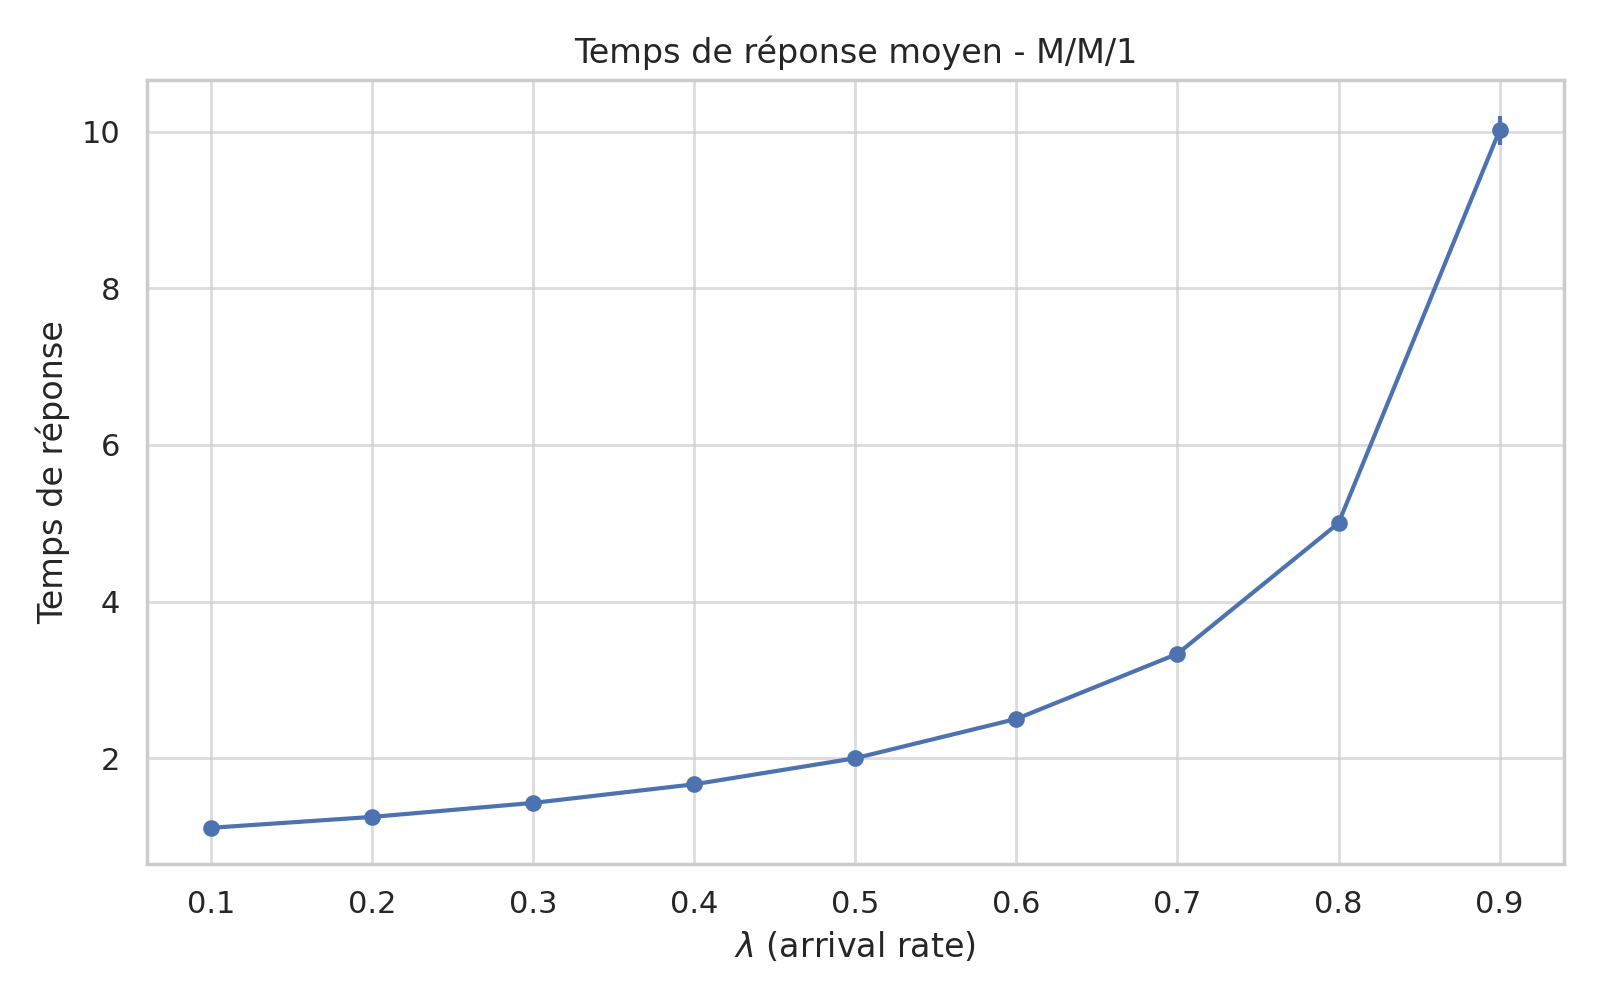 Temps de réponse moyen - M/M/1
Temps de réponse
10
8
6
4
2
0.1 0.2 0.3 0.4 0.5 0.6 0.7 0.8 0.9
λ (arrival rate)